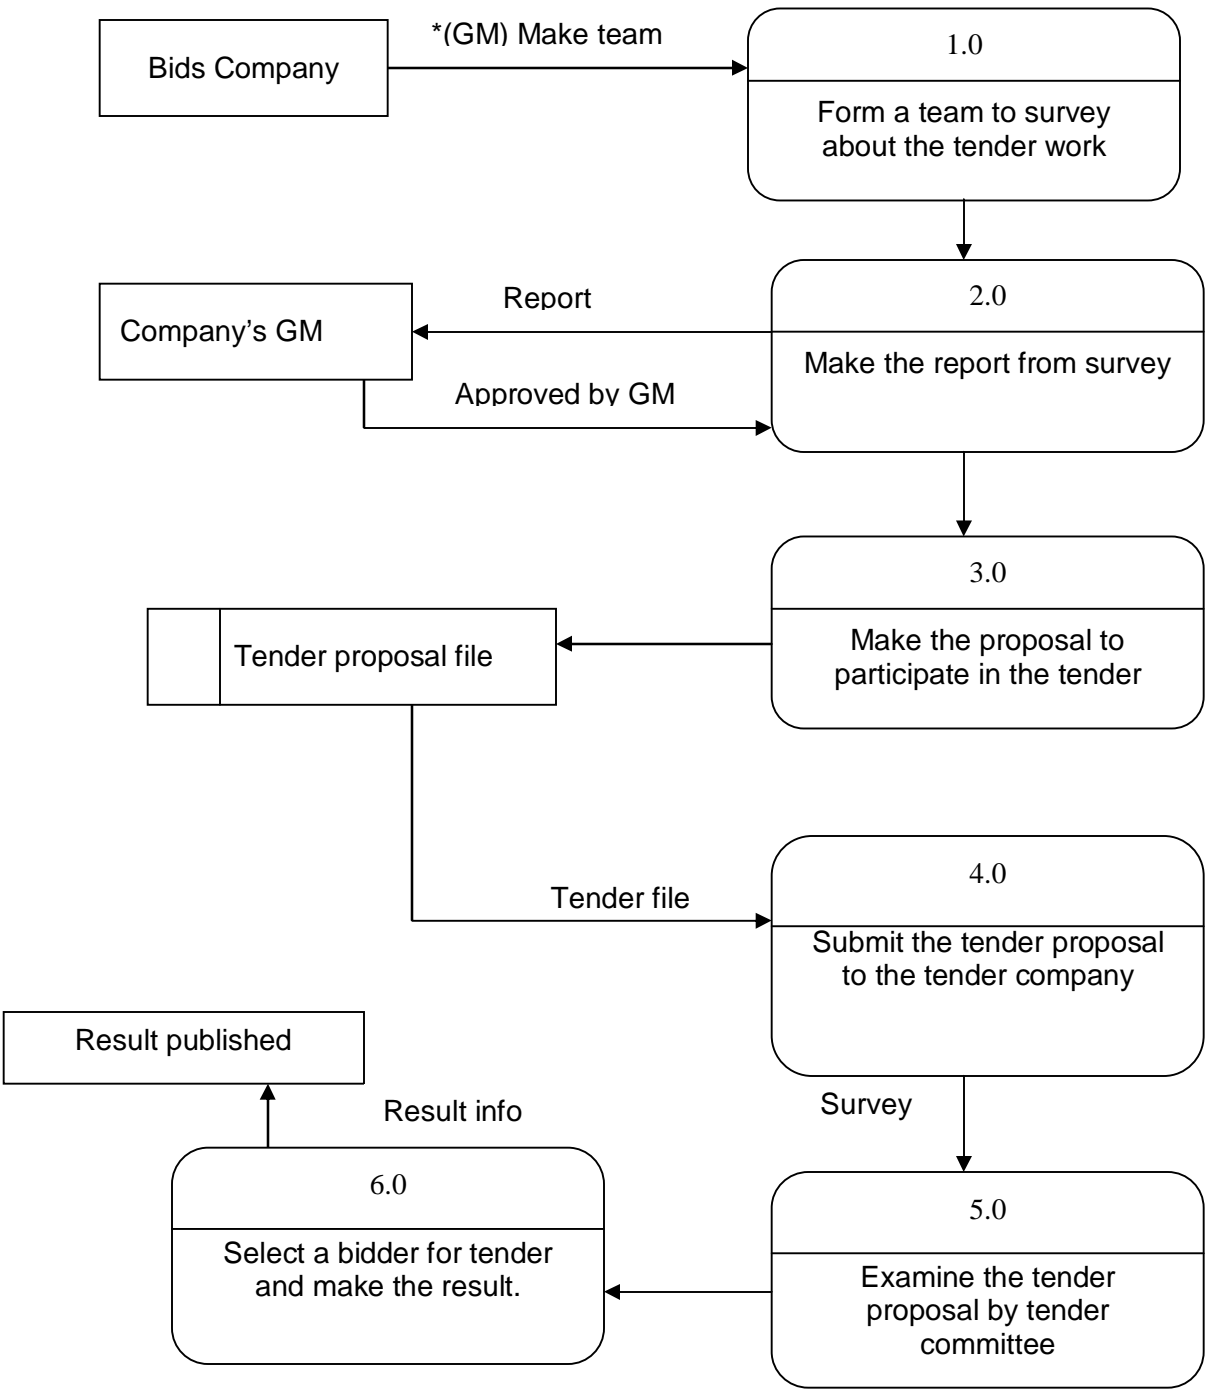 *(GM) Make team
Bids Company
1.0
Form a team to survey
about the tender work
Report
Company’s GM
Approved by GM
2.0
Make the report from survey
3.0
Make the proposal to
participate in the tender
Tender proposal file
Tender file
4.0
Submit the tender proposal
to the tender company
Result published
Result info
Survey
6.0
Select a bidder for tender
and make the result.
5.0
Examine the tender
proposal by tender
committee